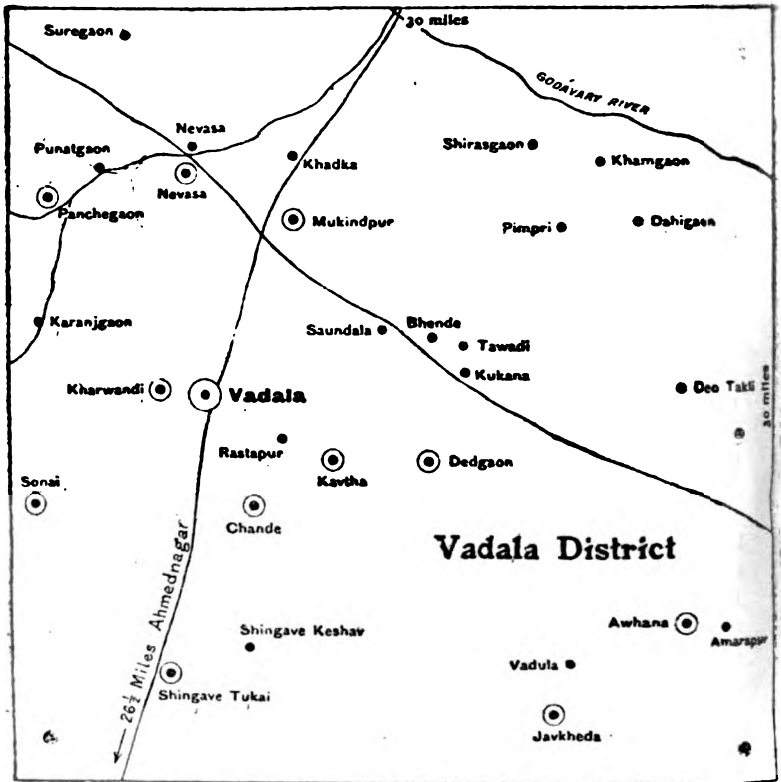 Suregaon
30 miles
GODAVARY RIVER
Nevasa
Punatgaon
Khadka
Shirasgaon
Khamgaon
Nevasa
Panchegaon
Mukindpur
Pimpri
Dahigaon
Karanjgaon
Saundala
Bhende
Tawadi
Kukana
Kharwandi
Vadala
Deo Takli
30 miles
Rastapur
Kavtha
Dedgaon
Sonai
Chande
Vadala District
26½ Miles Ahmednagar
Shingave Keshav
Awhana
Amarapur
Vadula
Shingave Tukai
Javkheda